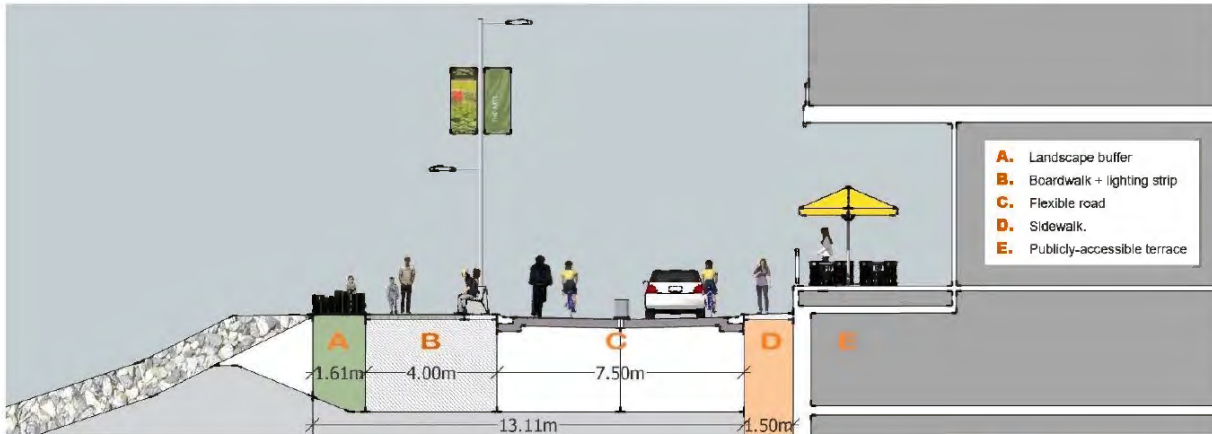 A. Landscape buffer
B. Boardwalk + lighting strip
C. Flexible road
D. Sidewalk.
E. Publicly-accessible terrace
A
B
C
D
E
1.61m
4.00m
7.50m
13.11m
1.50m